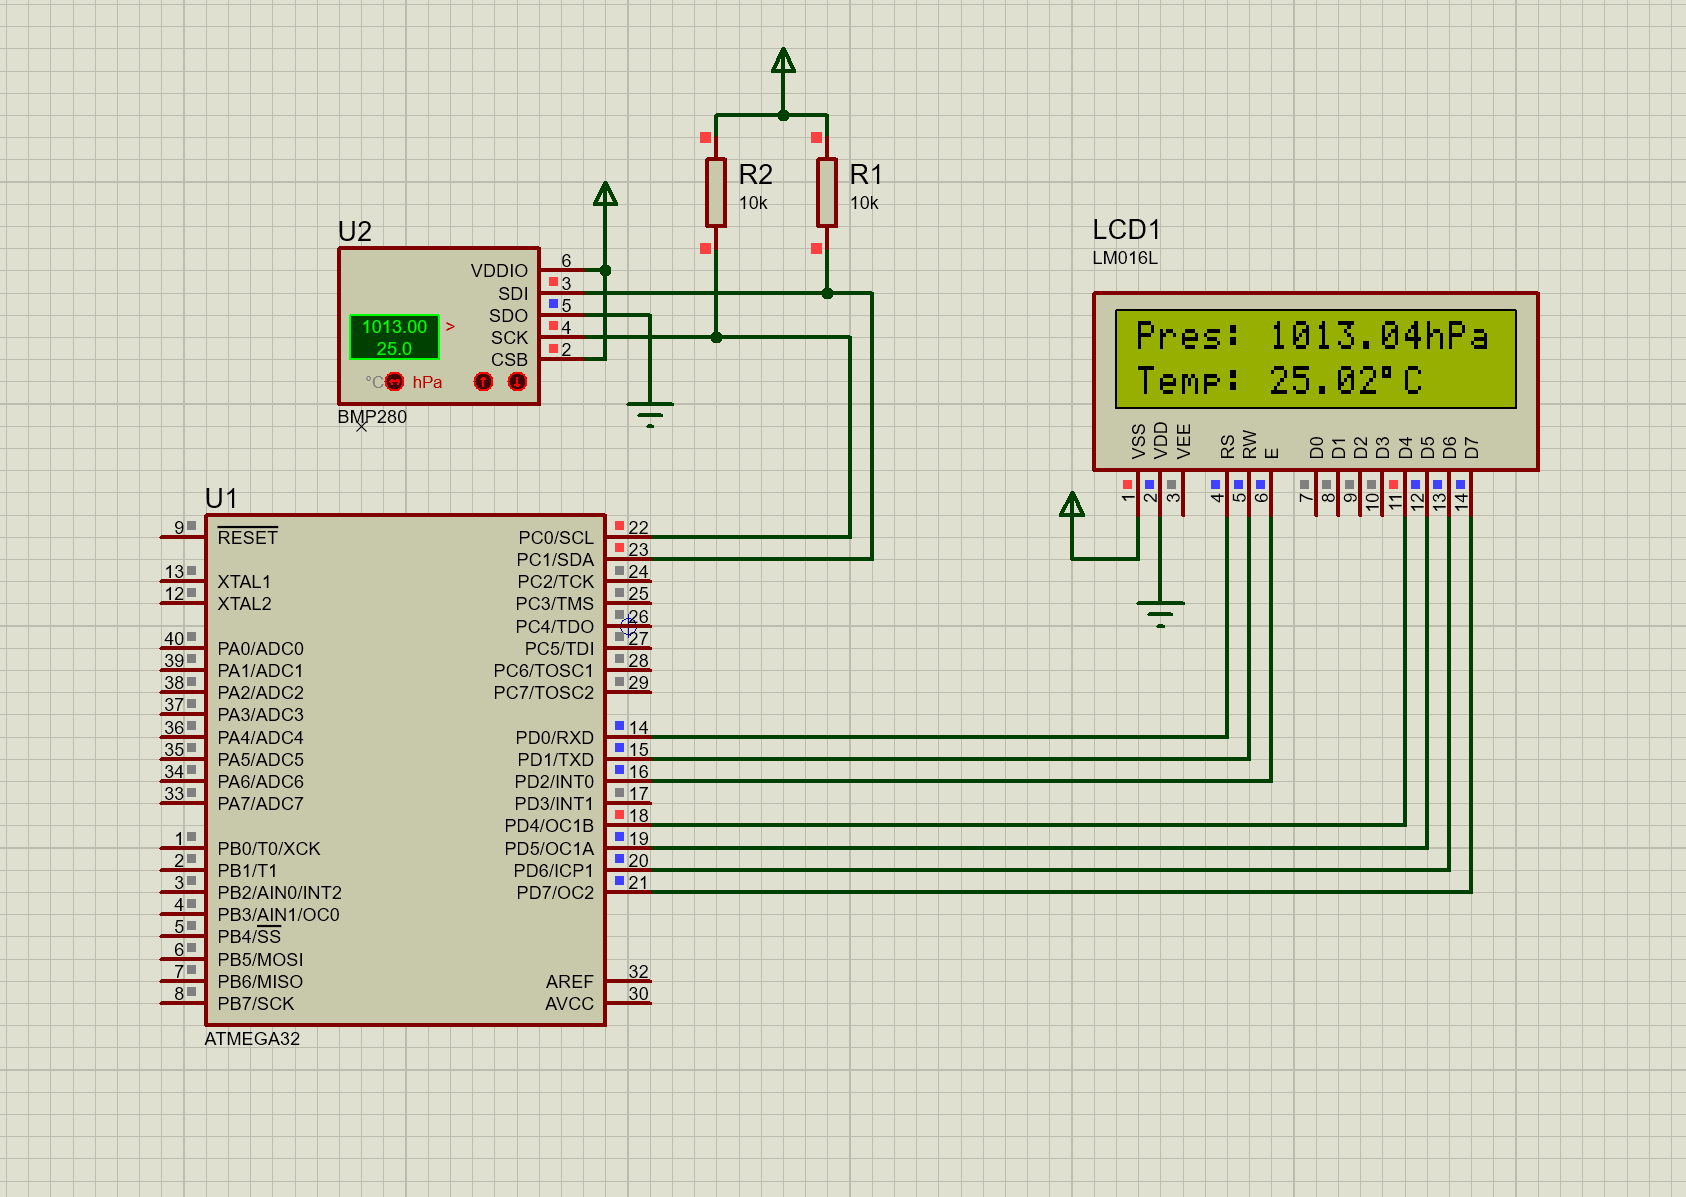 R2
10k
R1
10k
U2
VDDIO 6
SDI 3
SDO 5
SCK 4
CSB 2
1013.00 >
25.0
°C hPa
BMP280
LCD1
LM016L
Pres: 1013.04hPa
Temp: 25.02°C
VSS VDD VEE RS RW E D0 D1 D2 D3 D4 D5 D6 D7
1 2 3 4 5 6 7 8 9 10 11 12 13 14
U1
9 RESET
13 XTAL1
12 XTAL2
40 PA0/ADC0
39 PA1/ADC1
38 PA2/ADC2
37 PA3/ADC3
36 PA4/ADC4
35 PA5/ADC5
34 PA6/ADC6
33 PA7/ADC7
1 PB0/T0/XCK
2 PB1/T1
3 PB2/AIN0/INT2
4 PB3/AIN1/OC0
5 PB4/SS
6 PB5/MOSI
7 PB6/MISO
8 PB7/SCK
PC0/SCL 22
PC1/SDA 23
PC2/TCK 24
PC3/TMS 25
PC4/TDO 26
PC5/TDI 27
PC6/TOSC1 28
PC7/TOSC2 29
PD0/RXD 14
PD1/TXD 15
PD2/INT0 16
PD3/INT1 17
PD4/OC1B 18
PD5/OC1A 19
PD6/ICP1 20
PD7/OC2 21
AREF 32
AVCC 30
ATMEGA32